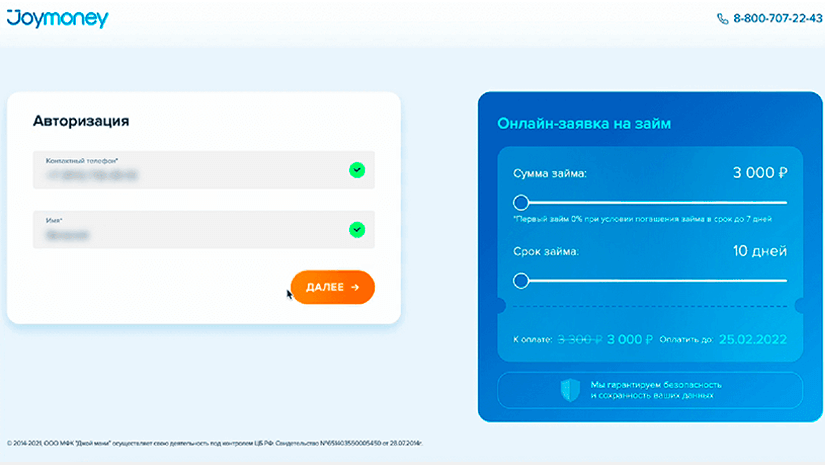 Joymoney
8-800-707-22-43
Авторизация
Контактный телефон*
Имя*
ДАЛЕЕ →
Онлайн-заявка на займ
Сумма займа: 3 000 ₽
*Первый займ 0% при условии погашения займа в срок до 7 дней
Срок займа: 10 дней
К оплате: 3 300 ₽ 3 000 ₽ Оплатить до: 25.02.2022
Мы гарантируем безопасность
и сохранность ваших данных
© 2014-2021, ООО МФК "Джой мани" осуществляет свою деятельность под контролем ЦБ РФ. Свидетельство №651403550005450 от 28.07.2014г.